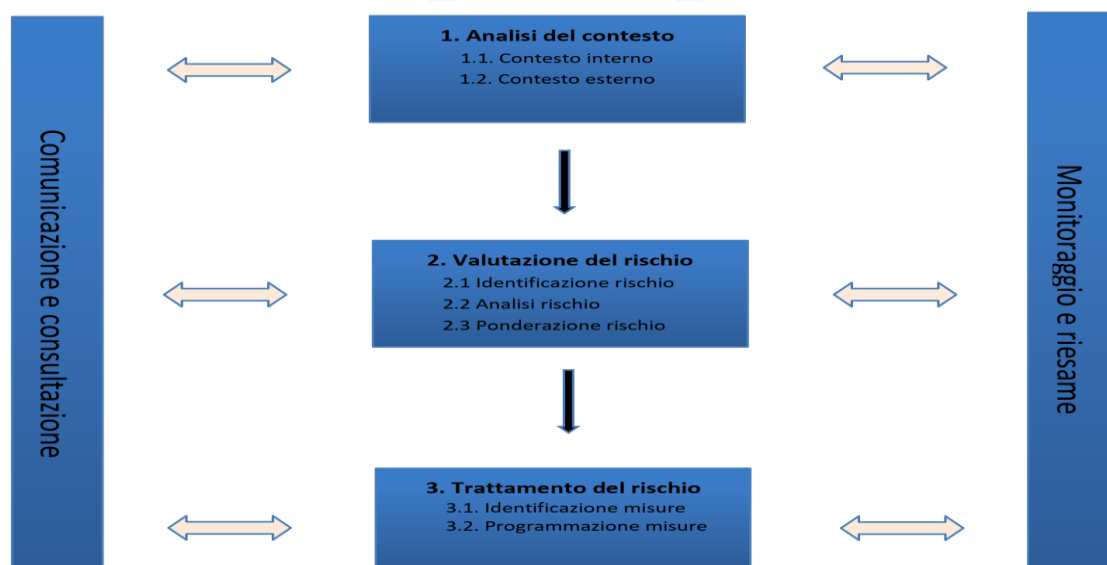 Comunicazione e consultazione
1. Analisi del contesto
1.1. Contesto interno
1.2. Contesto esterno
2. Valutazione del rischio
2.1 Identificazione rischio
2.2 Analisi rischio
2.3 Ponderazione rischio
3. Trattamento del rischio
3.1. Identificazione misure
3.2. Programmazione misure
Monitoraggio e riesame